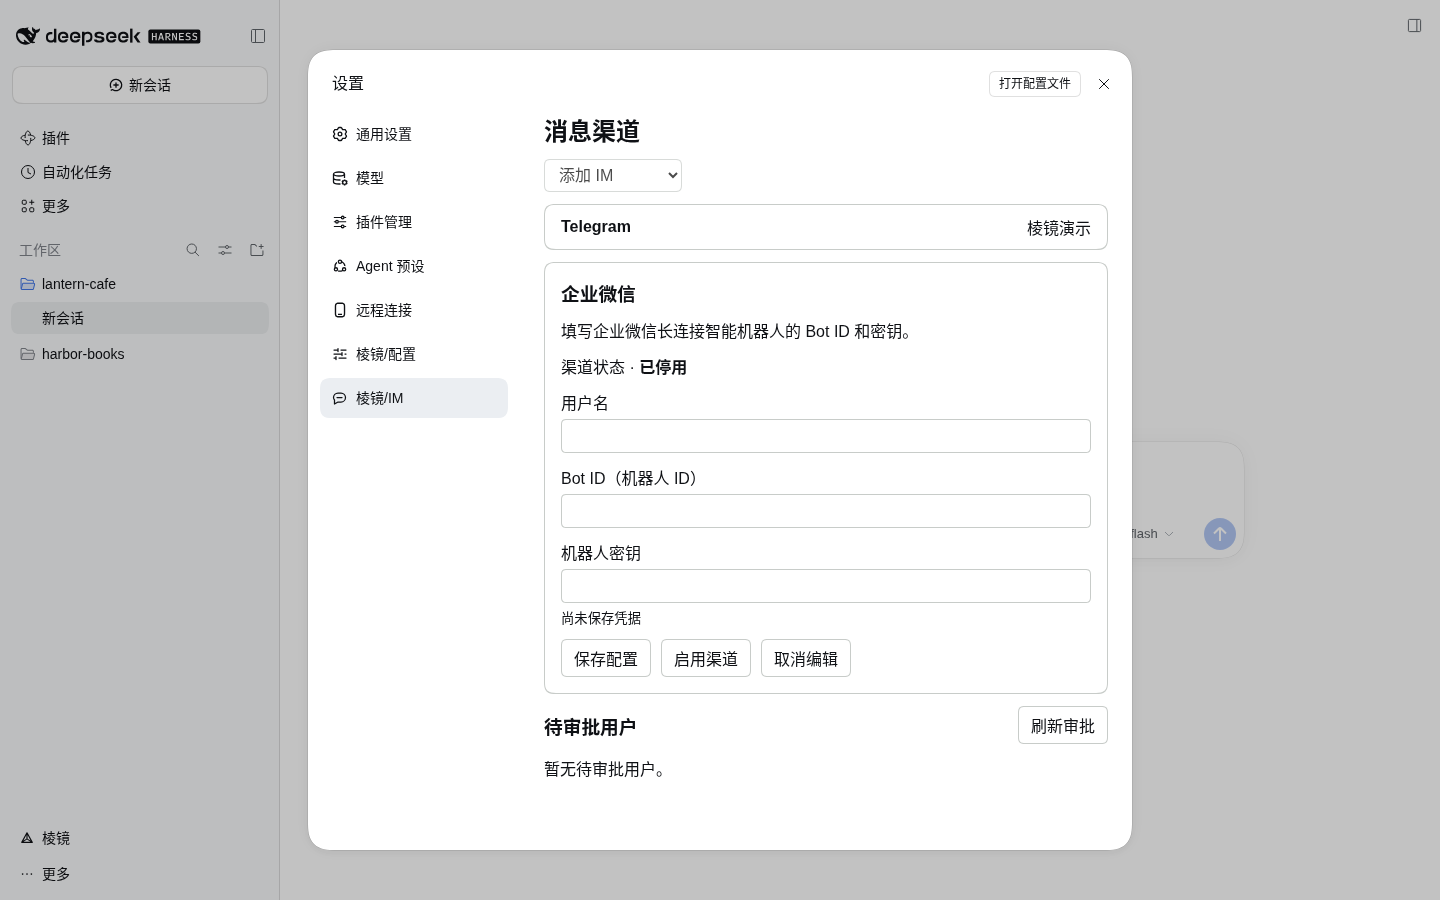 deepseek HARNESS
新会话
插件
自动化任务
更多
工作区
lantern-cafe
新会话
harbor-books
棱镜
更多
设置
打开配置文件
通用设置
模型
插件管理
Agent 预设
远程连接
棱镜/配置
棱镜/IM
消息渠道
添加 IM
Telegram 棱镜演示
企业微信
填写企业微信长连接智能机器人的 Bot ID 和密钥。
渠道状态 · 已停用
用户名
Bot ID（机器人 ID）
机器人密钥
尚未保存凭据
保存配置 启用渠道 取消编辑
待审批用户 刷新审批
暂无待审批用户。
flash